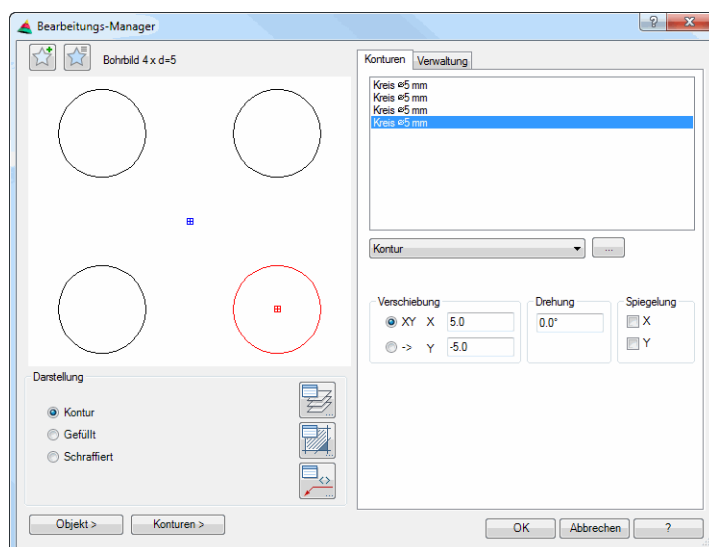 Bearbeitungs-Manager
Bohrbild 4 x d=5
Konturen
Verwaltung
Kreis ⌀5 mm
Kreis ⌀5 mm
Kreis ⌀5 mm
Kreis ⌀5 mm
Kontur
...
Verschiebung
XY X 5.0
-> Y -5.0
Drehung
0.0°
Spiegelung
X
Y
Darstellung
Kontur
Gefüllt
Schraffiert
Objekt >
Konturen >
OK
Abbrechen
?